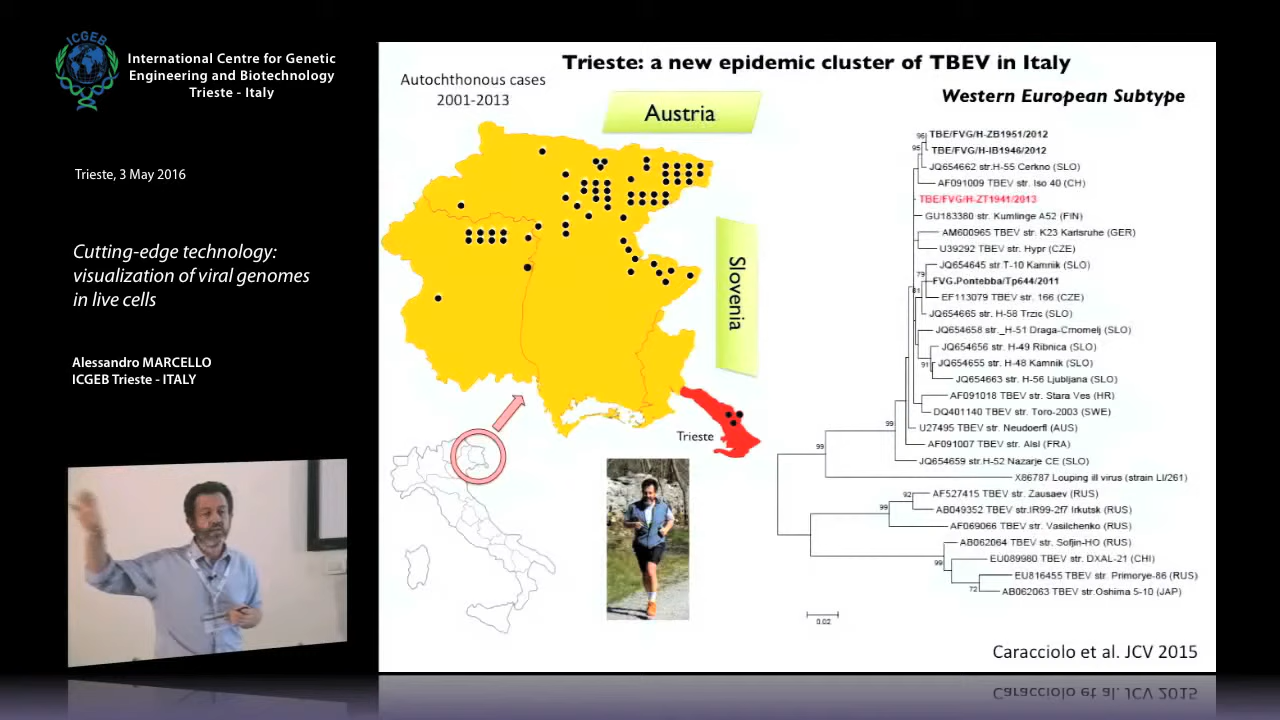 ICGEB
International Centre for Genetic
Engineering and Biotechnology
Trieste - Italy
Trieste, 3 May 2016
Cutting-edge technology:
visualization of viral genomes
in live cells
Alessandro MARCELLO
ICGEB Trieste - ITALY
Trieste: a new epidemic cluster of TBEV in Italy
Autochthonous cases
2001-2013
Austria
Slovenia
Trieste
Western European Subtype
96
TBE/FVG/H-ZB1951/2012
95
TBE/FVG/H-IB1946/2012
JQ654662 str.H-55 Cerkno (SLO)
AF091009 TBEV str. Iso 40 (CH)
TBE/FVG/H-ZT1941/2013
GU183380 str. Kumlinge A52 (FIN)
AM600965 TBEV str. K23 Karlsruhe (GER)
U39292 TBEV str. Hypr (CZE)
JQ654645 str.T-10 Kamnik (SLO)
79
FVG.Pontebba/Tp644/2011
81
EF113079 TBEV str. 166 (CZE)
JQ654665 str. H-58 Trzic (SLO)
JQ654658 str._H-51 Draga-Crnomelj (SLO)
JQ654656 str. H-49 Ribnica (SLO)
91
JQ654655 str. H-48 Kamnik (SLO)
JQ654663 str. H-56 Ljubljana (SLO)
AF091018 TBEV str. Stara Ves (HR)
DQ401140 TBEV str. Toro-2003 (SWE)
99
U27495 TBEV str. Neudoerfl (AUS)
AF091007 TBEV str. Alsl (FRA)
99
JQ654659 str.H-52 Nazarje CE (SLO)
X86787 Louping ill virus (strain LI/261)
92
AF527415 TBEV str. Zausaev (RUS)
99
AB049352 TBEV str.IR99-2f7 Irkutsk (RUS)
AF069066 TBEV str. Vasilchenko (RUS)
AB062064 TBEV str. Sofjin-HO (RUS)
99
EU089980 TBEV str. DXAL-21 (CHI)
EU816455 TBEV str. Primorye-86 (RUS)
72
AB062063 TBEV str.Oshima 5-10 (JAP)
0.02
Caracciolo et al. JCV 2015